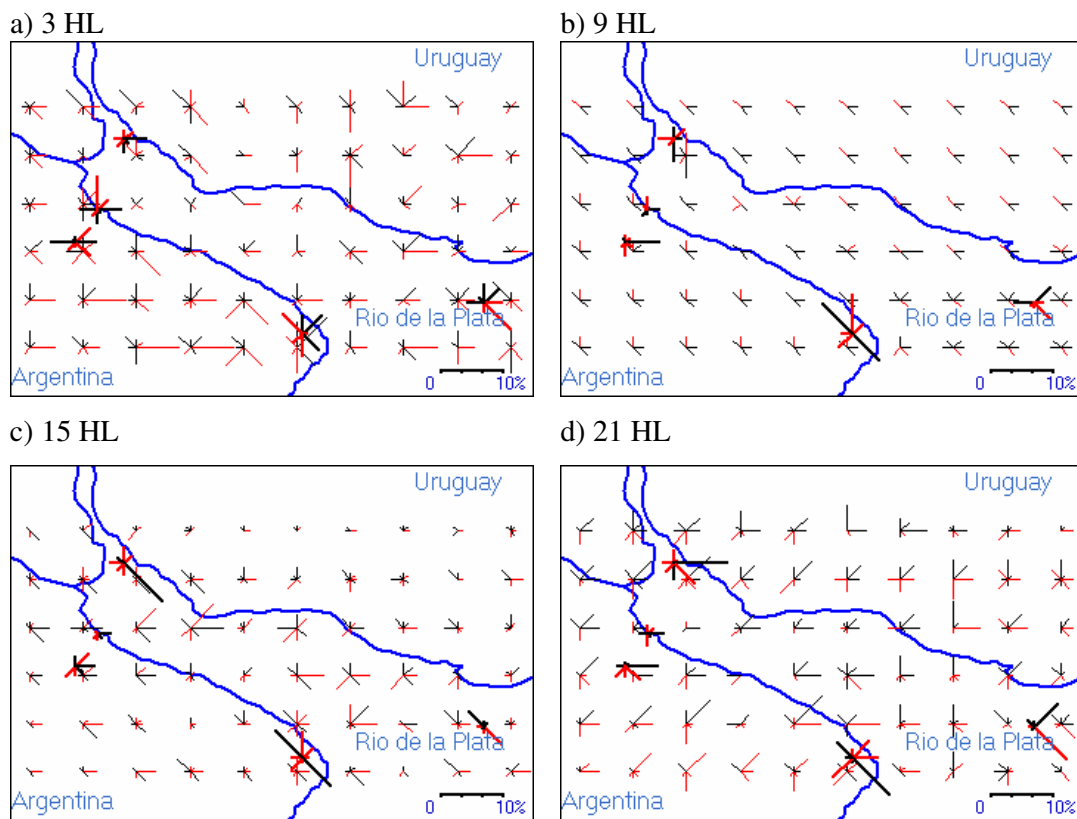 a) 3 HL
Uruguay
Rio de la Plata
Argentina
0 10%
b) 9 HL
Uruguay
Rio de la Plata
Argentina
0 10%
c) 15 HL
Uruguay
Rio de la Plata
Argentina
0 10%
d) 21 HL
Uruguay
Rio de la Plata
Argentina
0 10%